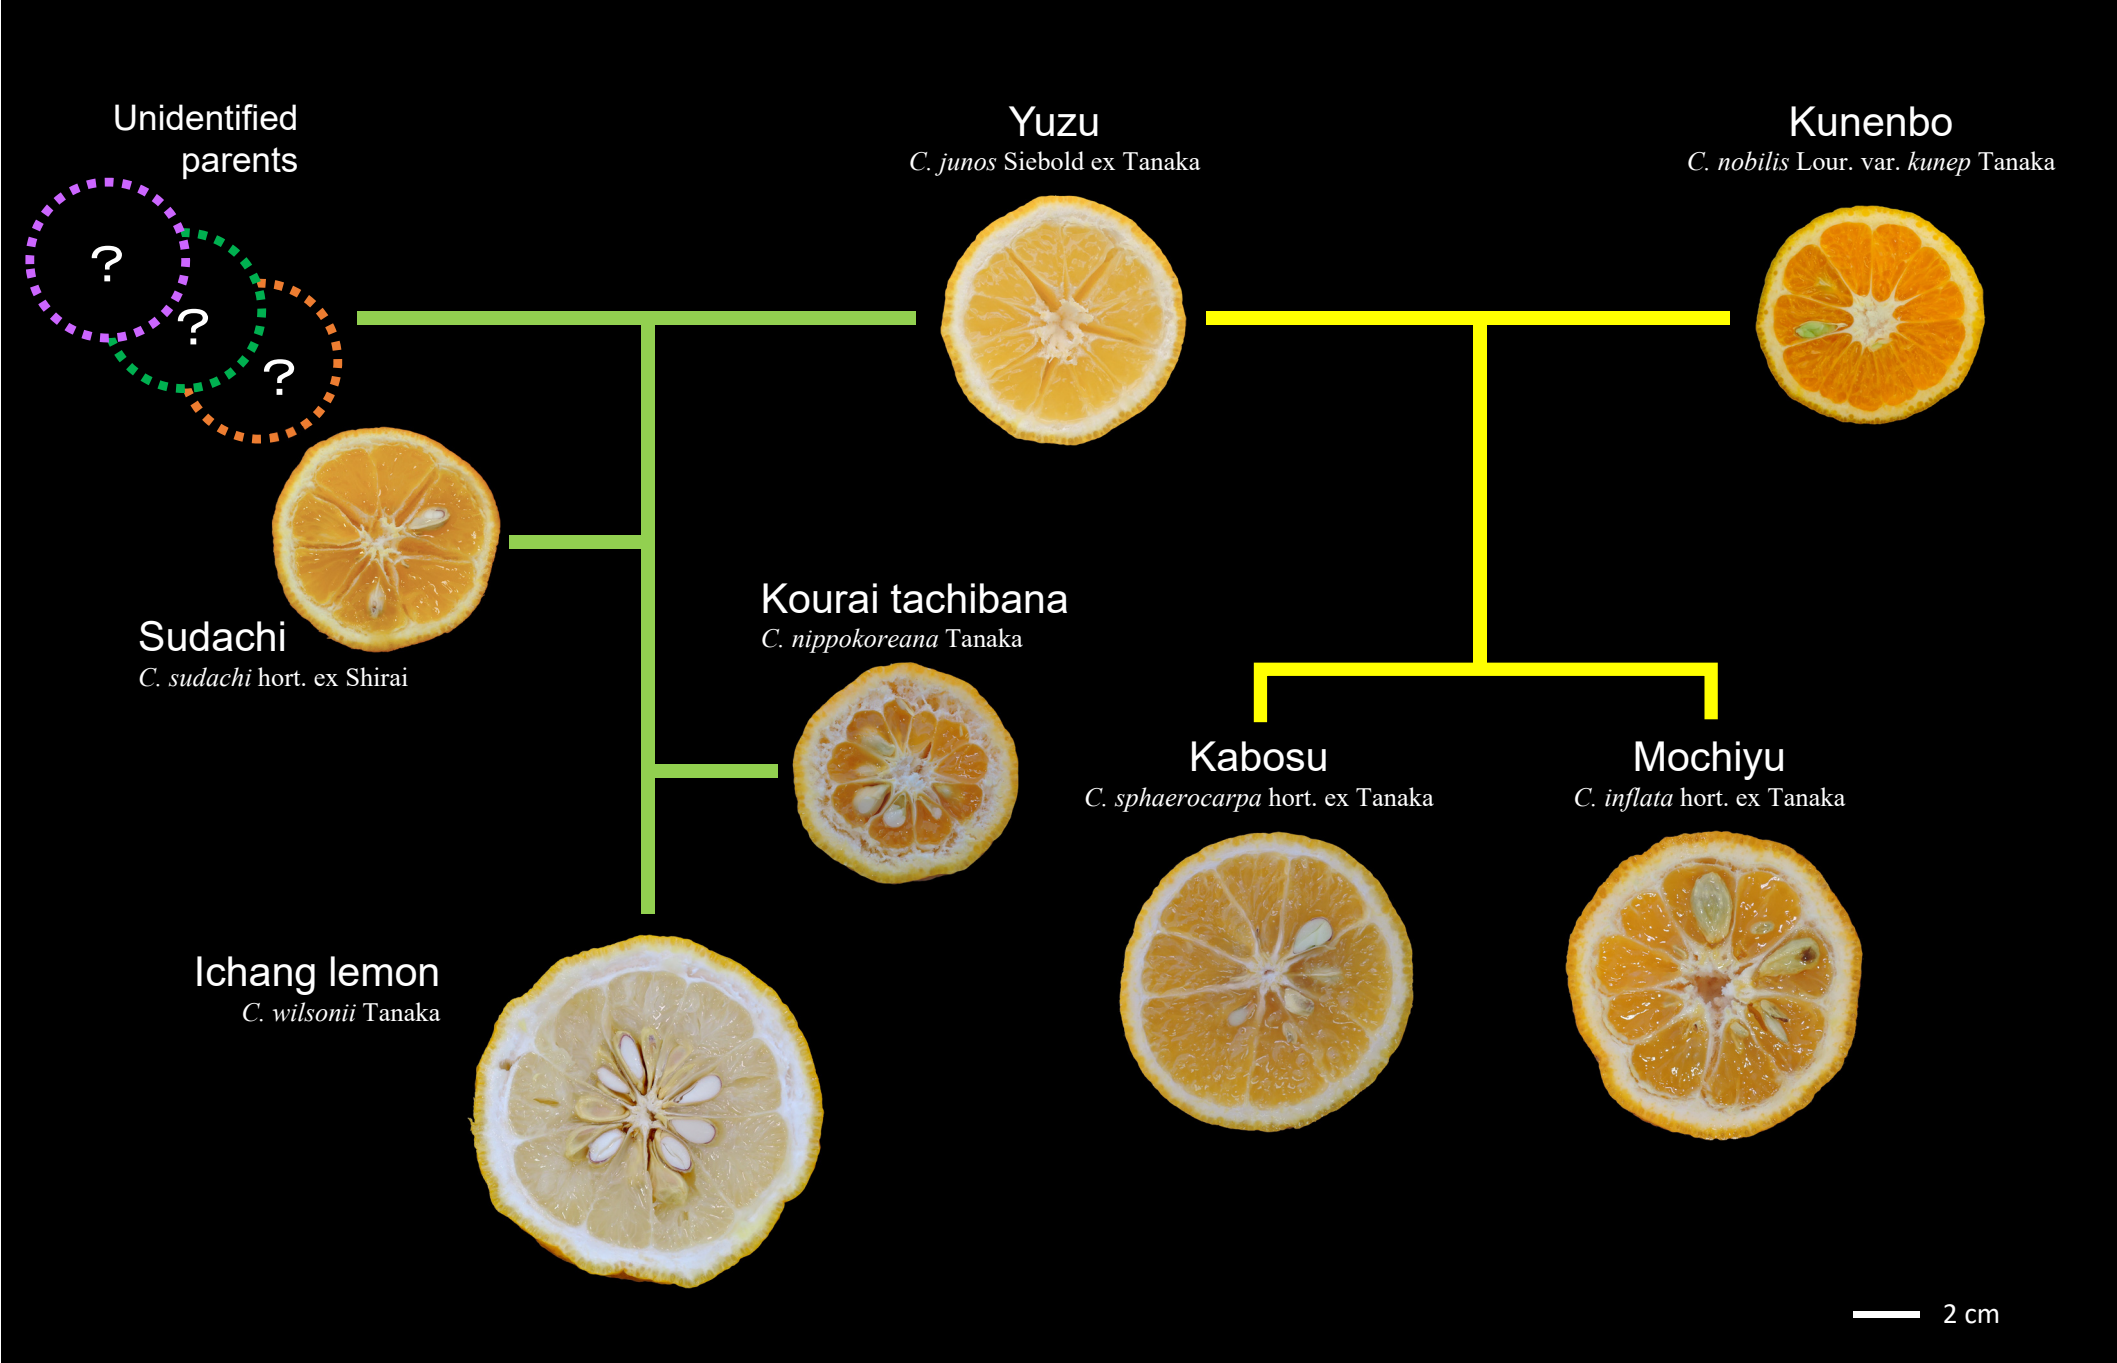 Unidentified
parents
?
?
?
Yuzu
C. junos Siebold ex Tanaka
Kunenbo
C. nobilis Lour. var. kunep Tanaka
Sudachi
C. sudachi hort. ex Shirai
Kourai tachibana
C. nippokoreana Tanaka
Kabosu
C. sphaerocarpa hort. ex Tanaka
Mochiyu
C. inflata hort. ex Tanaka
Ichang lemon
C. wilsonii Tanaka
2 cm